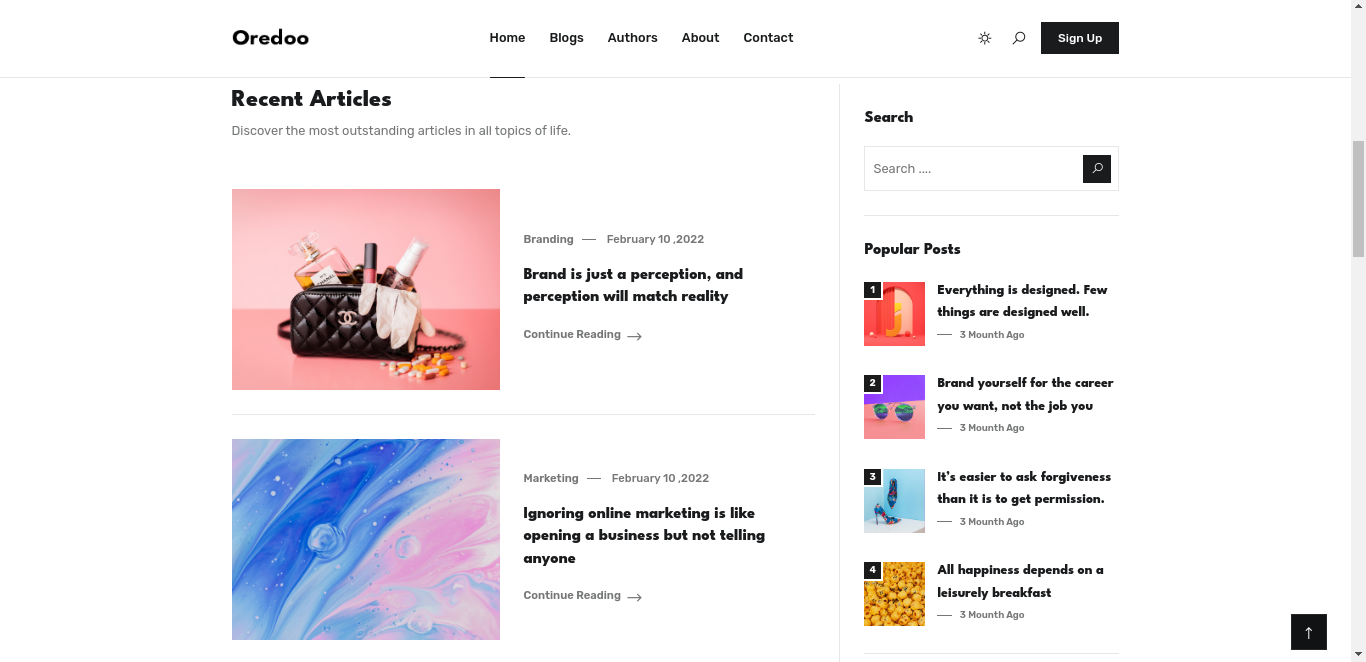 Oredoo
Home Blogs Authors About Contact
Sign Up
Recent Articles
Discover the most outstanding articles in all topics of life.
Branding — February 10 ,2022
Brand is just a perception, and
perception will match reality
Continue Reading →
Marketing — February 10 ,2022
Ignoring online marketing is like
opening a business but not telling
anyone
Continue Reading →
Search
Search ....
Popular Posts
1
Everything is designed. Few
things are designed well.
— 3 Mounth Ago
2
Brand yourself for the career
you want, not the job you
— 3 Mounth Ago
3
It's easier to ask forgiveness
than it is to get permission.
— 3 Mounth Ago
4
All happiness depends on a
leisurely breakfast
— 3 Mounth Ago
↑